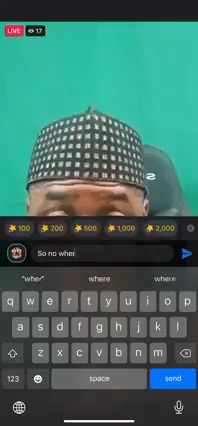 LIVE 17
100 200 500 1,000 2,000
So no wher
"wher" where where
q w e r t y u i o p
a s d f g h j k l
z x c v b n m
123 space send